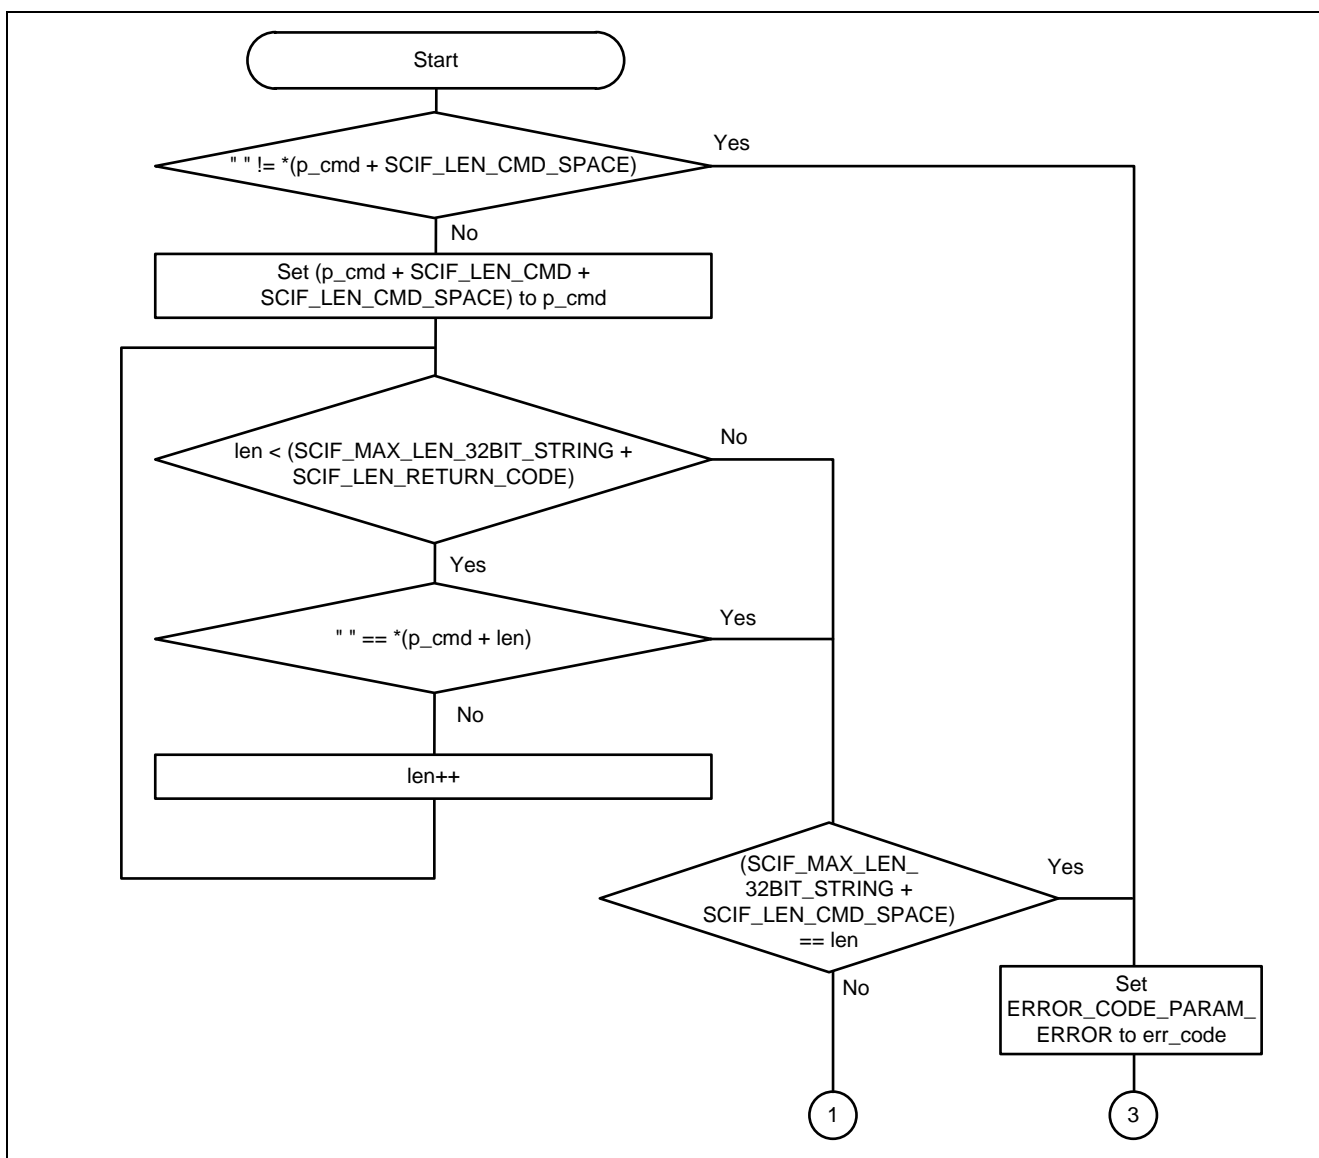 Start
" " != *(p_cmd + SCIF_LEN_CMD_SPACE)
Yes
No
Set (p_cmd + SCIF_LEN_CMD +
SCIF_LEN_CMD_SPACE) to p_cmd
len < (SCIF_MAX_LEN_32BIT_STRING +
SCIF_LEN_RETURN_CODE)
No
Yes
" " == *(p_cmd + len)
Yes
No
len++
(SCIF_MAX_LEN_
32BIT_STRING +
SCIF_LEN_CMD_SPACE)
== len
Yes
No
Set
ERROR_CODE_PARAM_
ERROR to err_code
1
3